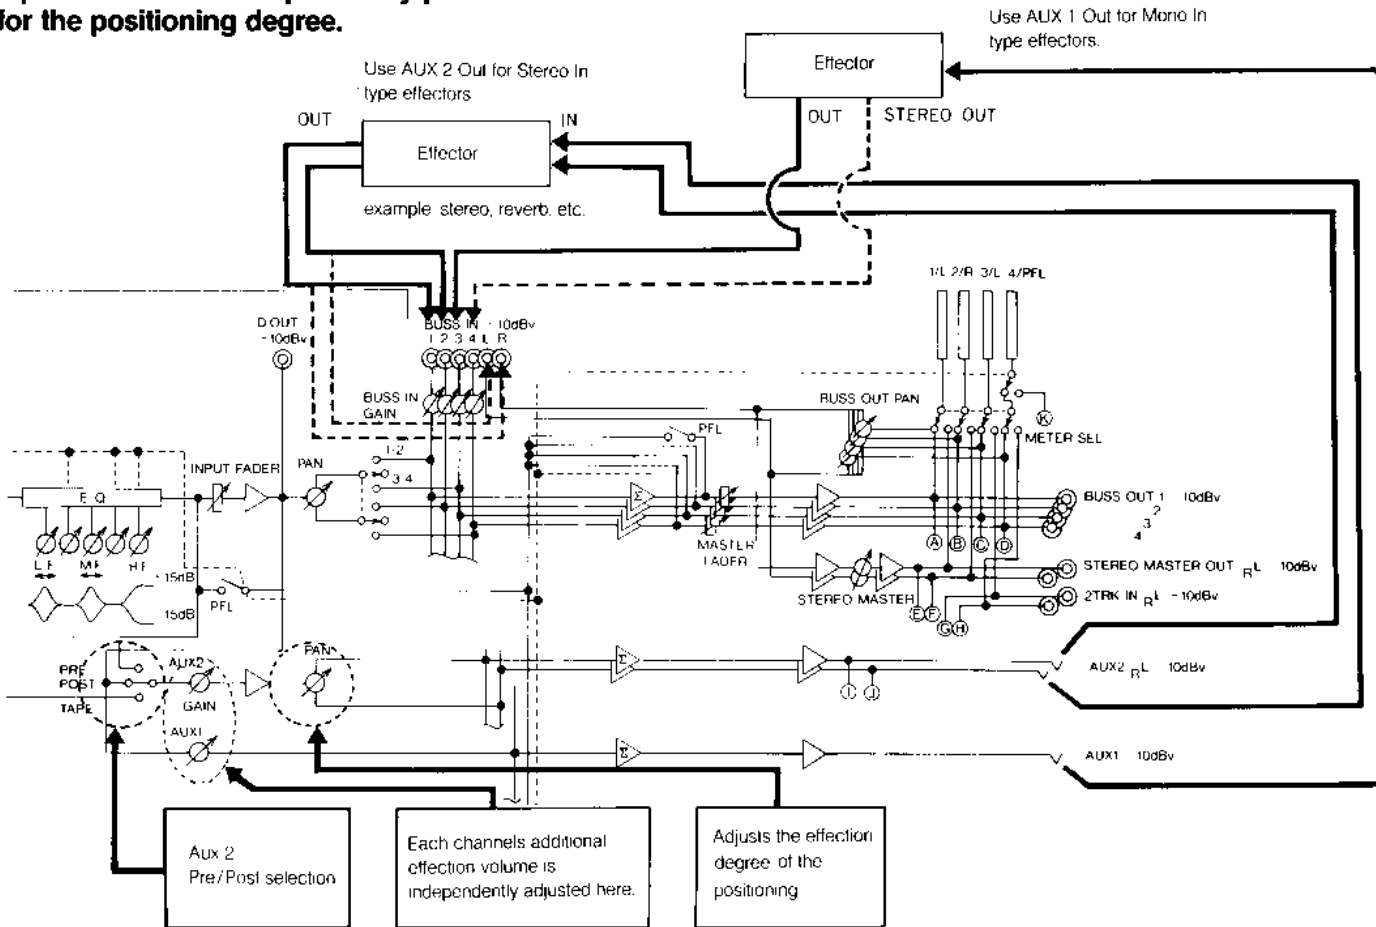 for the positioning degree.
Use AUX 1 Out for Mono In
type effectors.
Effector
Use AUX 2 Out for Stereo In
type effectors
OUT
STEREO OUT
OUT
IN
Effector
example stereo, reverb. etc.
1/L 2/R 3/L 4/PFL
D OUT
-10dBv
BUSS IN -10dBv
1 2 3 4 L R
BUSS IN
GAIN
BUSS OUT PAN
K
METER SEL
PFL
1-2
INPUT FADER
PAN
3 4
E Q
Σ
BUSS OUT 1 10dBv
2
3
4
MASTER
FADER
A B C D
L F M F H F
15dB
15dB
PFL
STEREO MASTER OUT R L 10dBv
STEREO MASTER
E F
2TRK IN R L -10dBv
G H
PRE
POST
TAPE
AUX2
GAIN
PAN
Σ
AUX2 R L 10dBv
I J
AUX1
Σ
AUX1 10dBv
Aux 2
Pre/Post selection
Each channels additional
effection volume is
independently adjusted here.
Adjusts the effection
degree of the
positioning